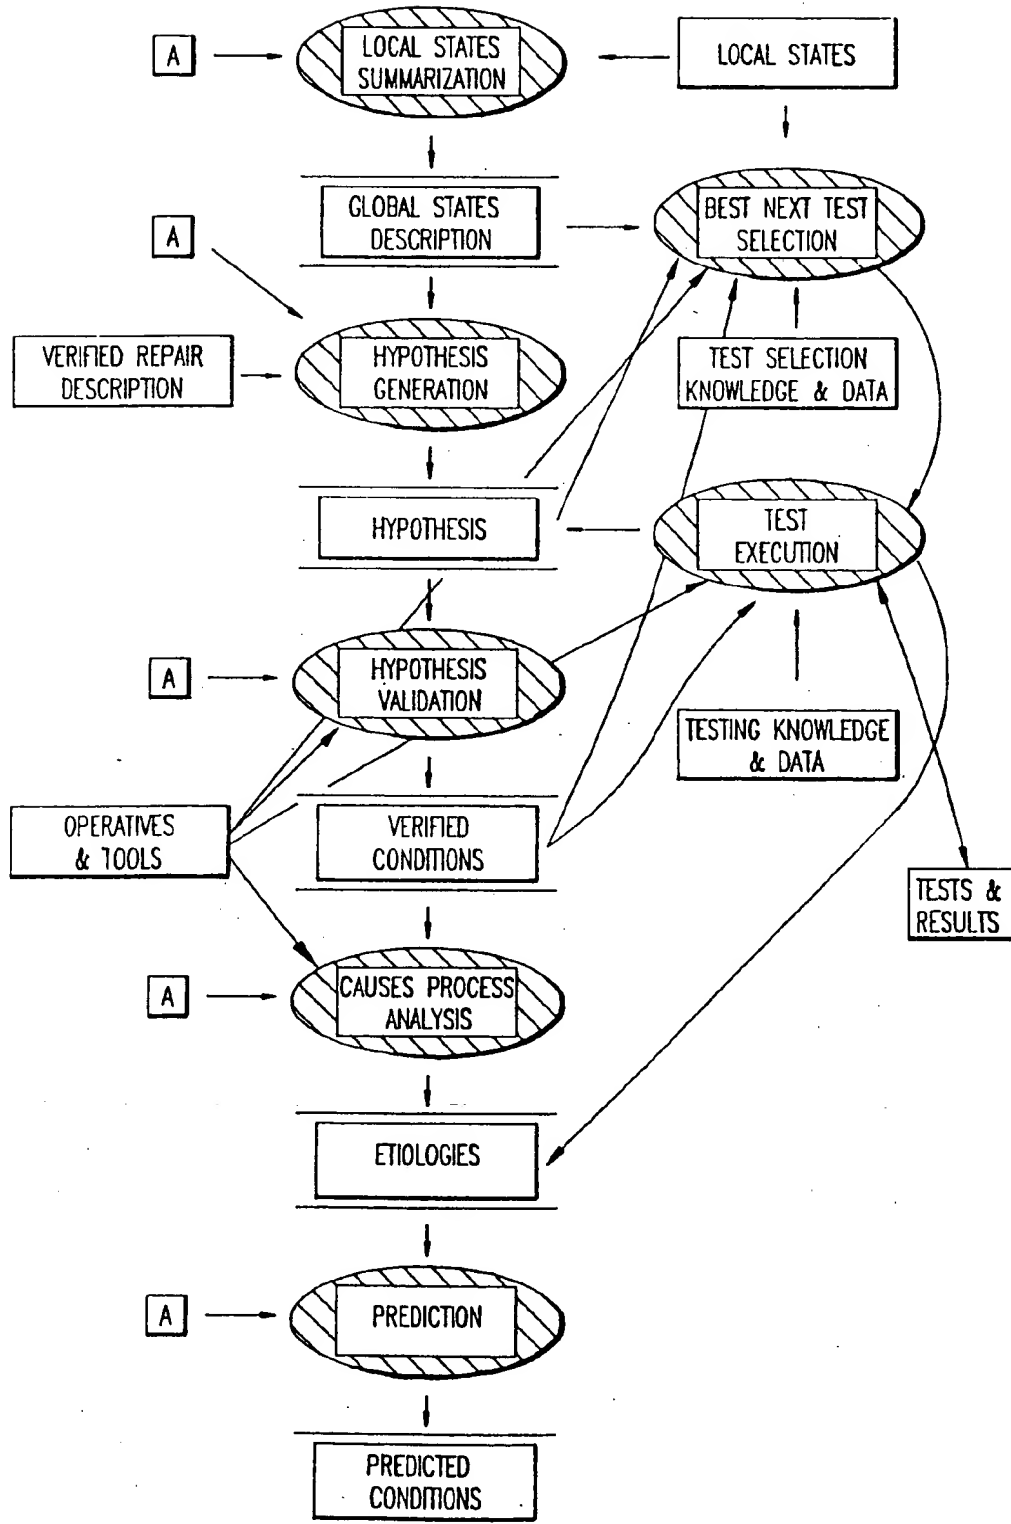 A
LOCAL STATES
SUMMARIZATION
LOCAL STATES
GLOBAL STATES
DESCRIPTION
BEST NEXT TEST
SELECTION
A
VERIFIED REPAIR
DESCRIPTION
HYPOTHESIS
GENERATION
TEST SELECTION
KNOWLEDGE & DATA
HYPOTHESIS
TEST
EXECUTION
A
HYPOTHESIS
VALIDATION
TESTING KNOWLEDGE
& DATA
OPERATIVES
& TOOLS
VERIFIED
CONDITIONS
TESTS &
RESULTS
A
CAUSES PROCESS
ANALYSIS
ETIOLOGIES
A
PREDICTION
PREDICTED
CONDITIONS